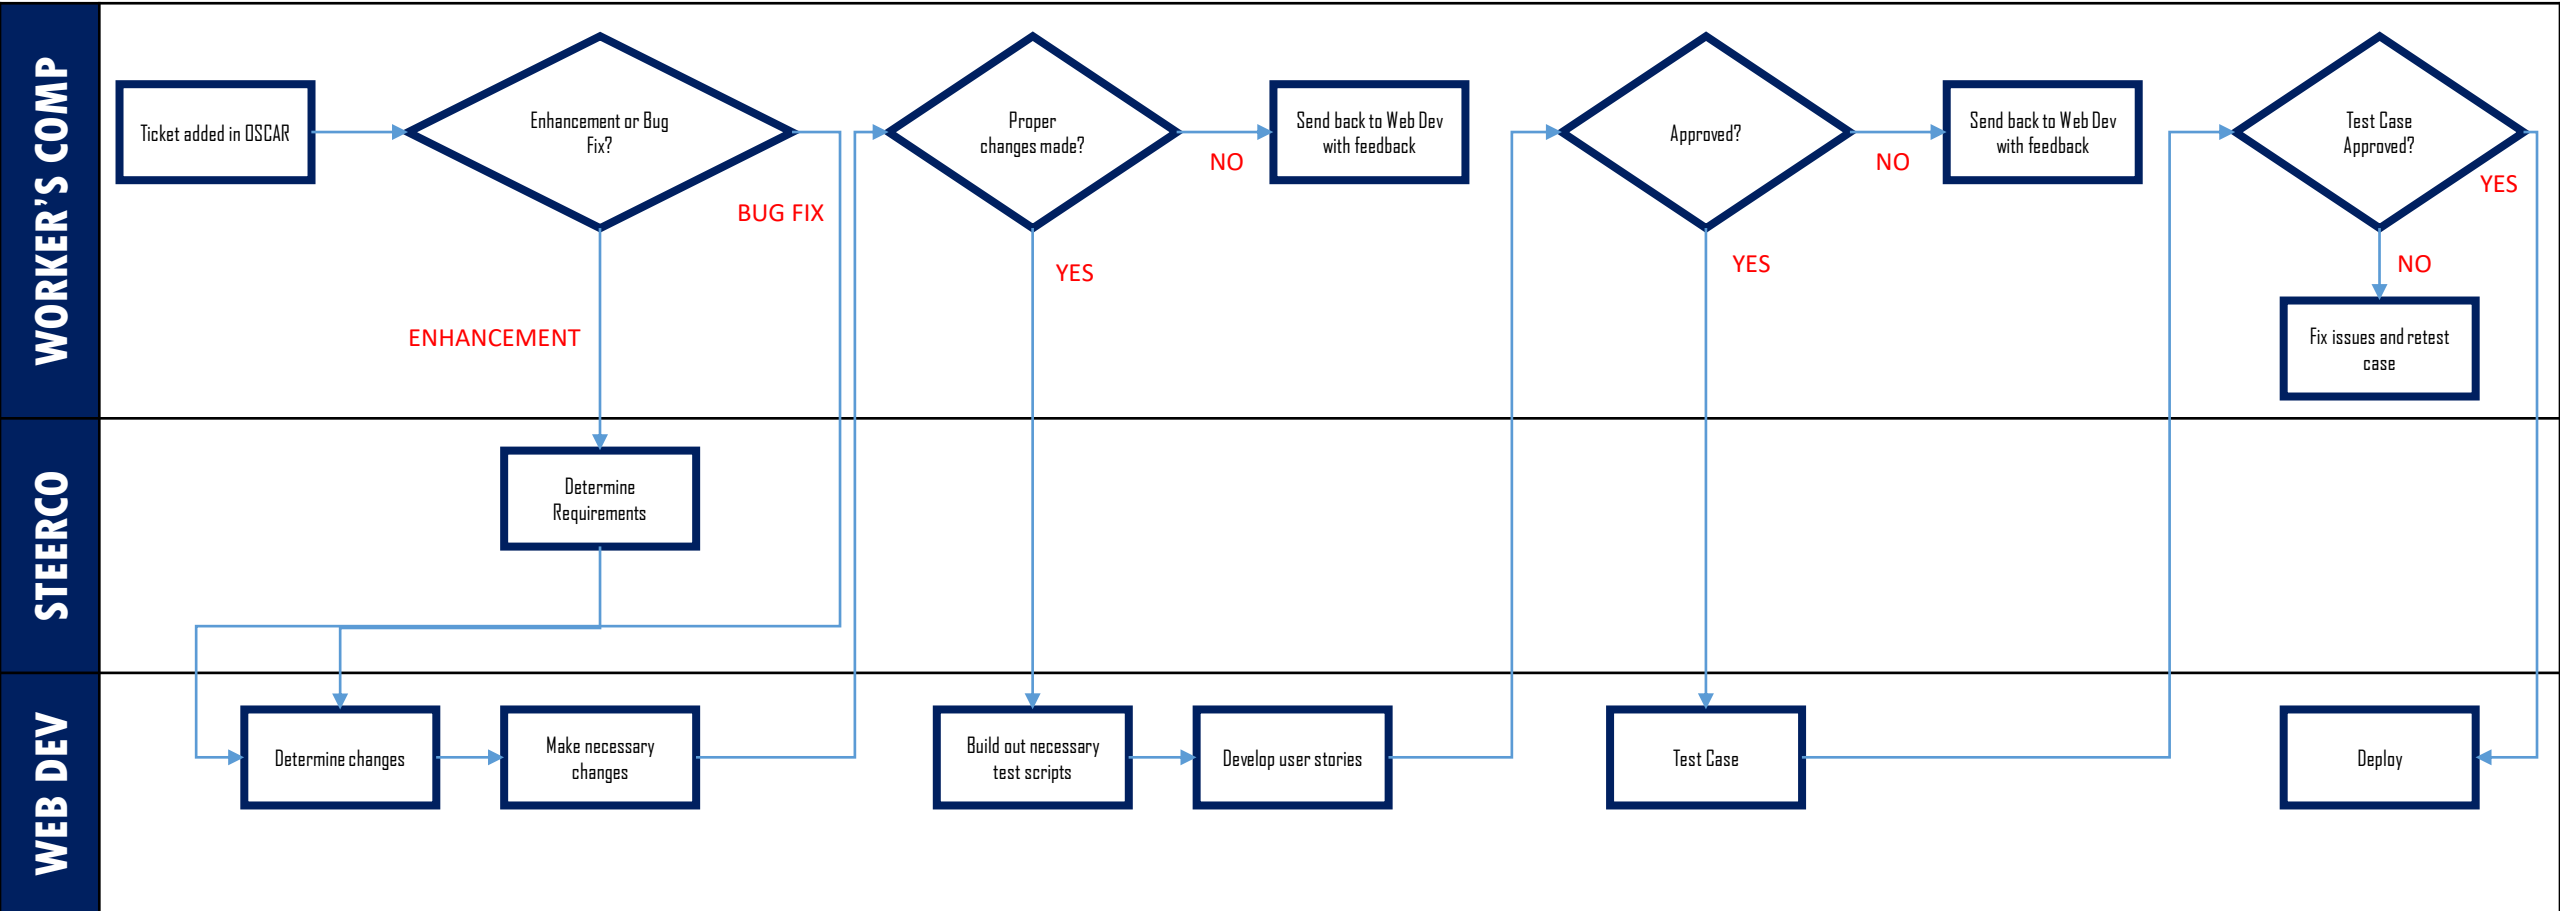 WORKER'S COMP
Ticket added in OSCAR
Enhancement or Bug
Fix?
BUG FIX
ENHANCEMENT
Proper
changes made?
NO
YES
Send back to Web Dev
with feedback
Approved?
NO
YES
Send back to Web Dev
with feedback
Test Case
Approved?
YES
NO
Fix issues and retest
case
STEERCO
Determine
Requirements
WEB DEV
Determine changes
Make necessary
changes
Build out necessary
test scripts
Develop user stories
Test Case
Deploy